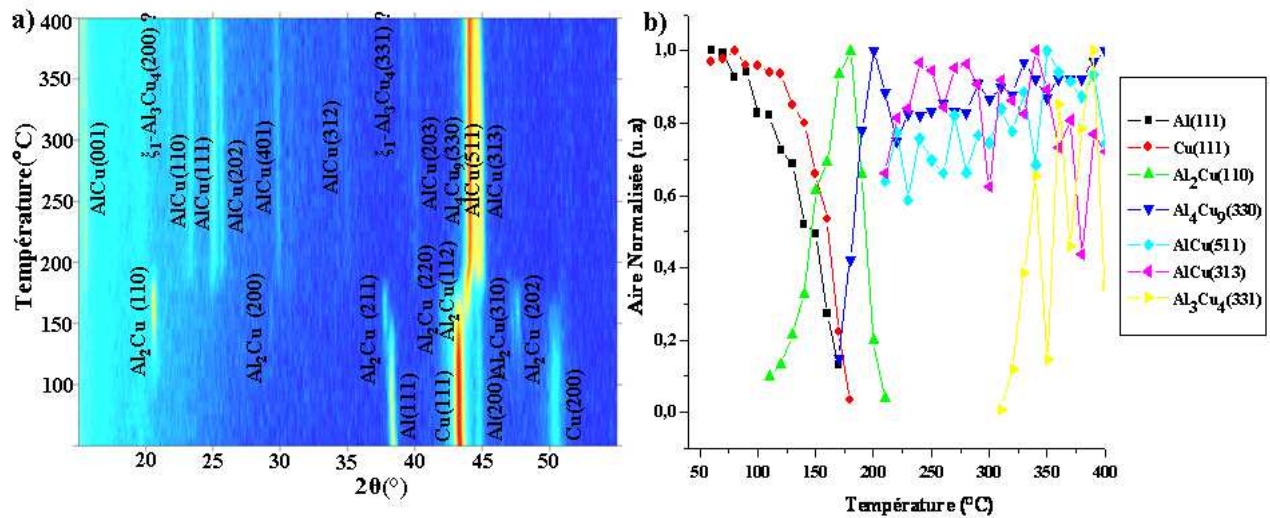 a)
400
350
300
250
200
150
100
Température(°C)
AlCu(001)
ξ₁-Al₃Cu₄(200) ?
AlCu(110)
AlCu(111)
AlCu(202)
AlCu(401)
AlCu(312)
ξ₁-Al₃Cu₄(331) ?
AlCu(203)
Al₄Cu₉(330)
AlCu(511)
AlCu(313)
Al₂Cu (110)
Al₂Cu (200)
Al₂Cu (211)
Al₂Cu (220)
Al₂Cu(112)
Al₂Cu(310)
Al₂Cu (202)
Al(111)
Cu(111)
Al(200)
Cu(200)
20 25 30 35 40 45 50
2θ(°)
b)
Aire Normalisée (u.a)
1,0
0,8
0,6
0,4
0,2
0,0
50 100 150 200 250 300 350 400
Température (°C)
Al(111)
Cu(111)
Al₂Cu(110)
Al₄Cu₉(330)
AlCu(511)
AlCu(313)
Al₃Cu₄(331)